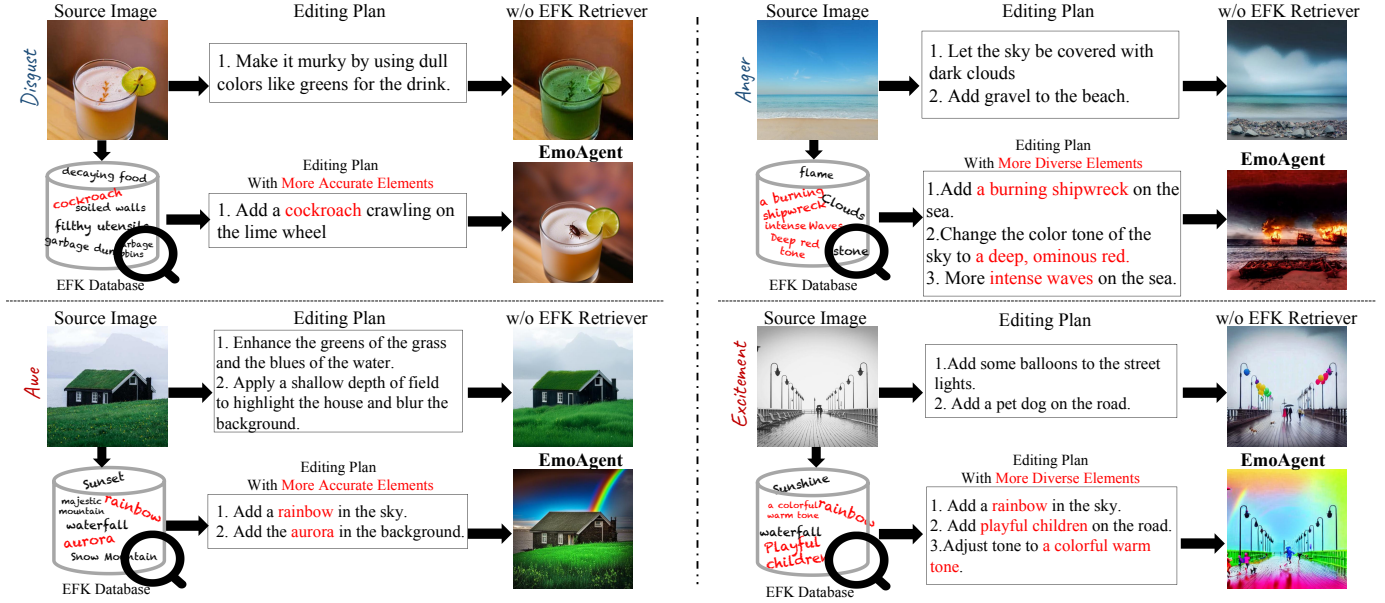 Source Image
Editing Plan
w/o EFK Retriever
Disgust
1. Make it murky by using dull
colors like greens for the drink.
EmoAgent
decaying food
cockroach
soiled walls
filthy utensils
garbage dum
garbage
bins
EFK Database
Editing Plan
With More Accurate Elements
1. Add a cockroach crawling on
the lime wheel
Source Image
Editing Plan
w/o EFK Retriever
Anger
1. Let the sky be covered with
dark clouds
2. Add gravel to the beach.
EmoAgent
flame
a burning
shipwreck
Clouds
intense Waves
Deep red
tone
stone
EFK Database
Editing Plan
With More Diverse Elements
1.Add a burning shipwreck on the
sea.
2.Change the color tone of the
sky to a deep, ominous red.
3. More intense waves on the sea.
Source Image
Editing Plan
w/o EFK Retriever
Awe
1. Enhance the greens of the grass
and the blues of the water.
2. Apply a shallow depth of field
to highlight the house and blur the
background.
EmoAgent
Sunset
majestic
mountain
rainbow
waterfall
aurora
Snow Mountain
EFK Database
Editing Plan
With More Accurate Elements
1. Add a rainbow in the sky.
2. Add the aurora in the background.
Source Image
Editing Plan
w/o EFK Retriever
Excitement
1.Add some balloons to the street
lights.
2. Add a pet dog on the road.
EmoAgent
sunshine
a colorful
warm tone
rainbow
waterfall
Playful
children
EFK Database
Editing Plan
With More Diverse Elements
1. Add a rainbow in the sky.
2. Add playful children on the road.
3.Adjust tone to a colorful warm
tone.